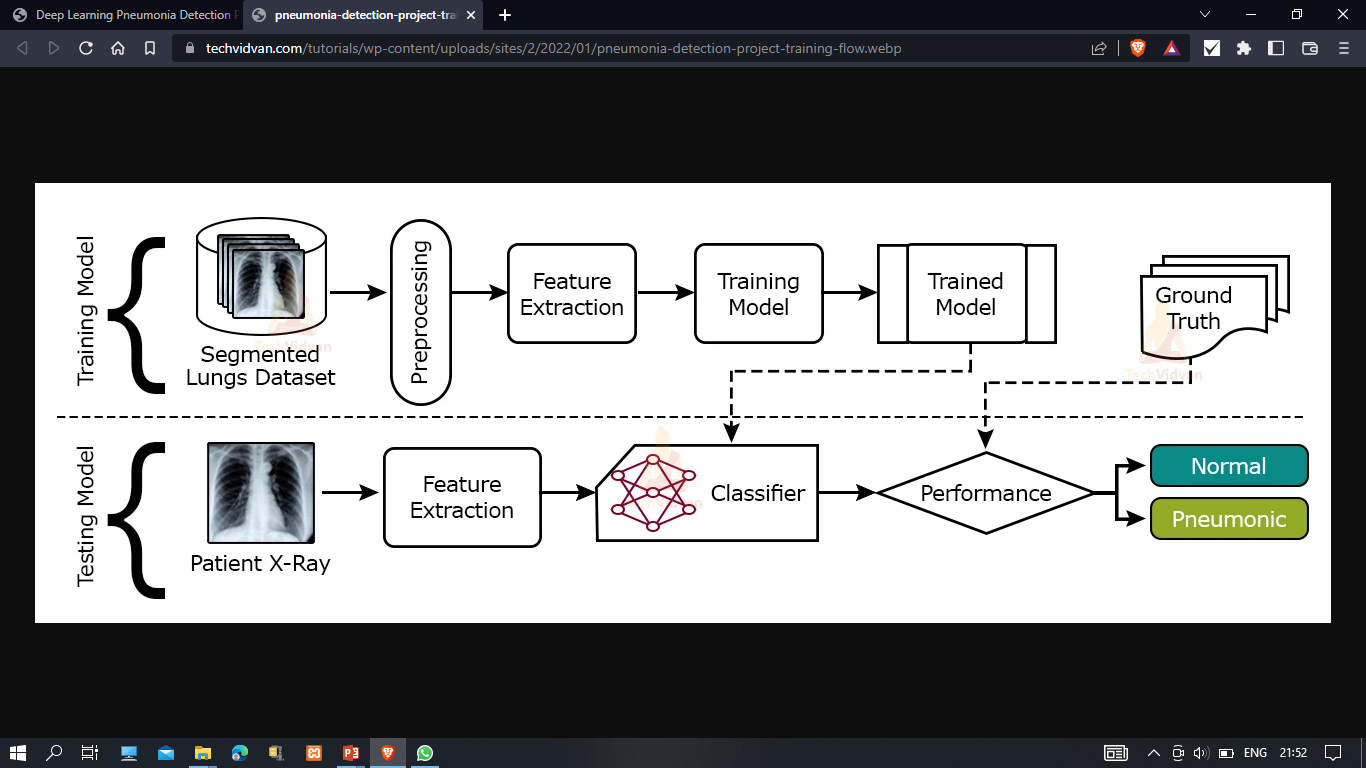 Deep Learning Pneumonia Detection
pneumonia-detection-project-trai
techvidvan.com/tutorials/wp-content/uploads/sites/2/2022/01/pneumonia-detection-project-training-flow.webp
Training Model
Segmented
Lungs Dataset
Preprocessing
Feature
Extraction
Training
Model
Trained
Model
Ground
Truth
TechVidvan
TechVidvan
Testing Model
Patient X-Ray
Feature
Extraction
Classifier
Performance
Normal
Pneumonic
ENG
21:52